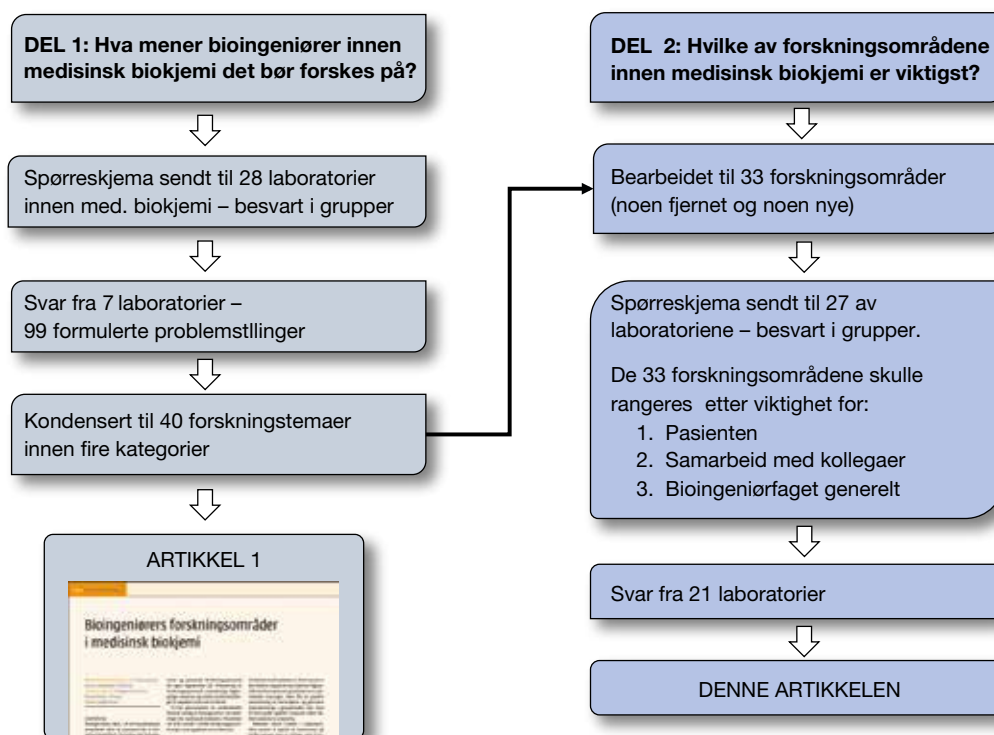 DEL 1: Hva mener bioingeniører innen
medisinsk biokjemi det bør forskes på?
Spørreskjema sendt til 28 laboratorier
innen med. biokjemi – besvart i grupper
Svar fra 7 laboratorier –
99 formulerte problemstllinger
Kondensert til 40 forskningstemaer
innen fire kategorier
ARTIKKEL 1
Bioingeniørers forskningsområder
i medisinsk biokjemi
DEL 2: Hvilke av forskningsområdene
innen medisinsk biokjemi er viktigst?
Bearbeidet til 33 forskningsområder
(noen fjernet og noen nye)
Spørreskjema sendt til 27 av
laboratoriene – besvart i grupper.
De 33 forskningsområdene skulle
rangeres etter viktighet for:
1. Pasienten
2. Samarbeid med kollegaer
3. Bioingeniørfaget generelt
Svar fra 21 laboratorier
DENNE ARTIKKELEN